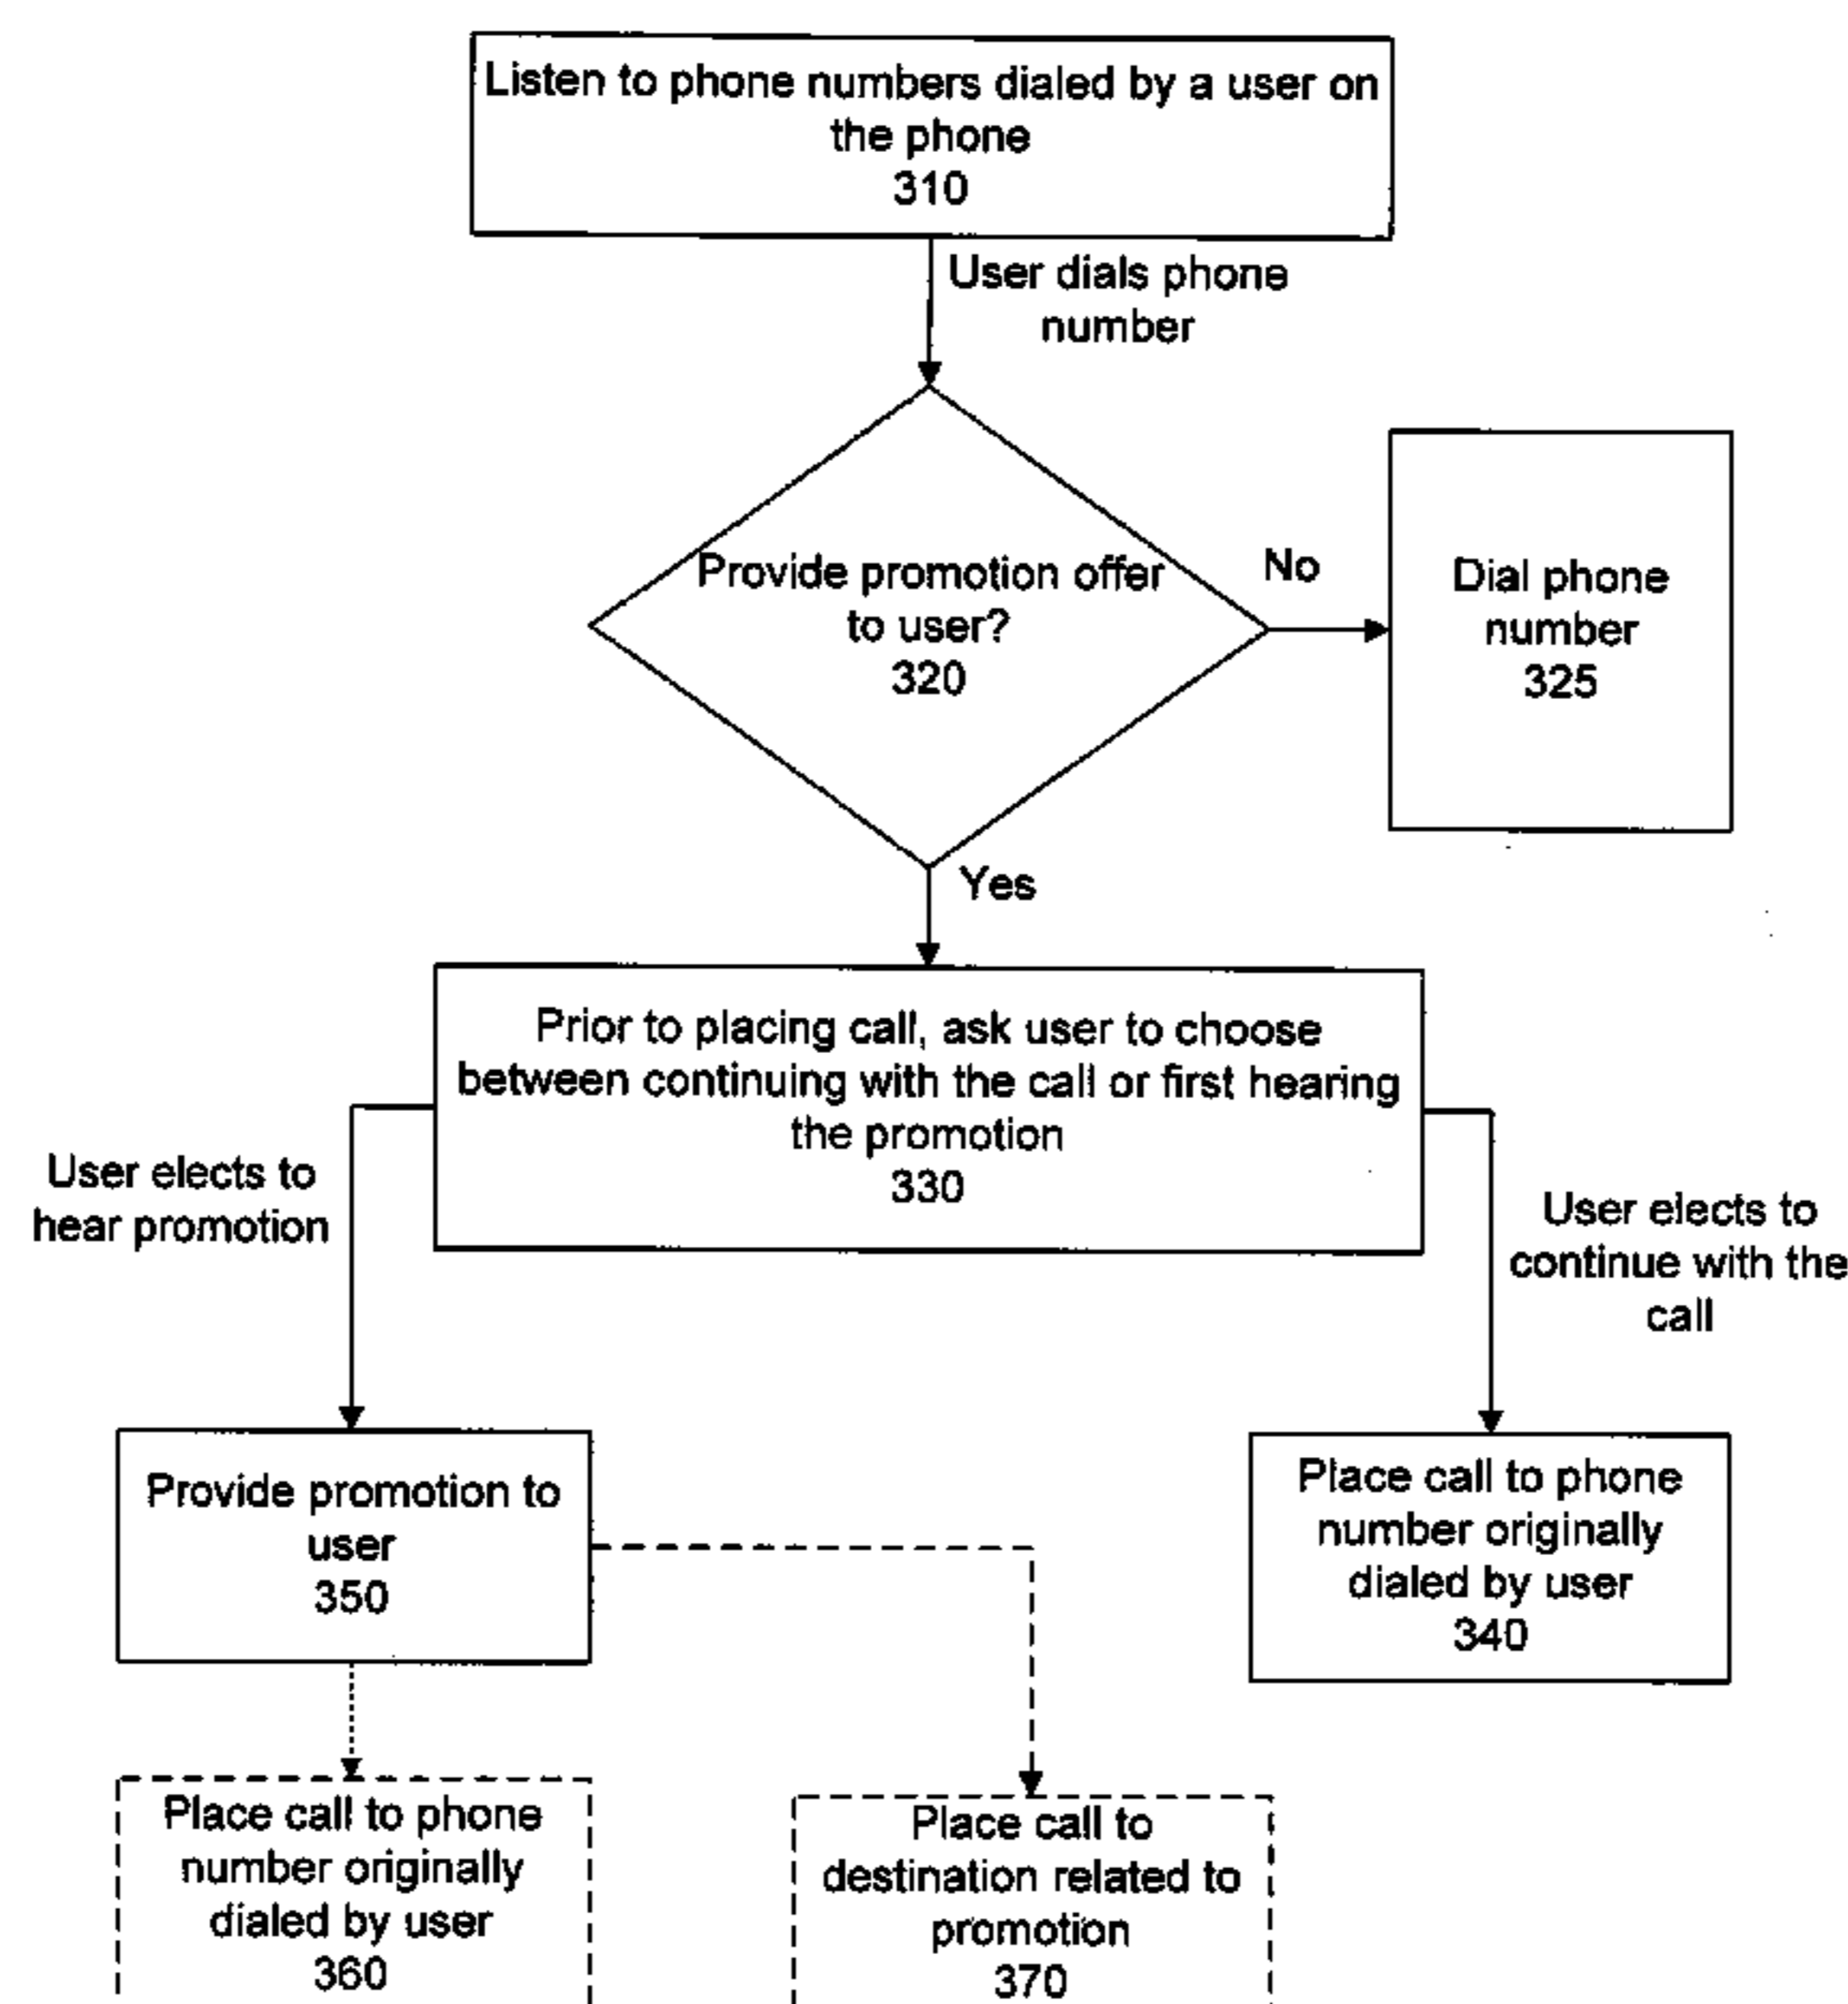 Listen to phone numbers dialed by a user on
the phone
310
User dials phone
number
Provide promotion offer
to user?
320
No
Dial phone
number
325
Yes
Prior to placing call, ask user to choose
between continuing with the call or first hearing
the promotion
330
User elects to
hear promotion
User elects to
continue with the
call
Provide promotion to
user
350
Place call to phone
number originally
dialed by user
340
Place call to phone
number originally
dialed by user
360
Place call to
destination related to
promotion
370